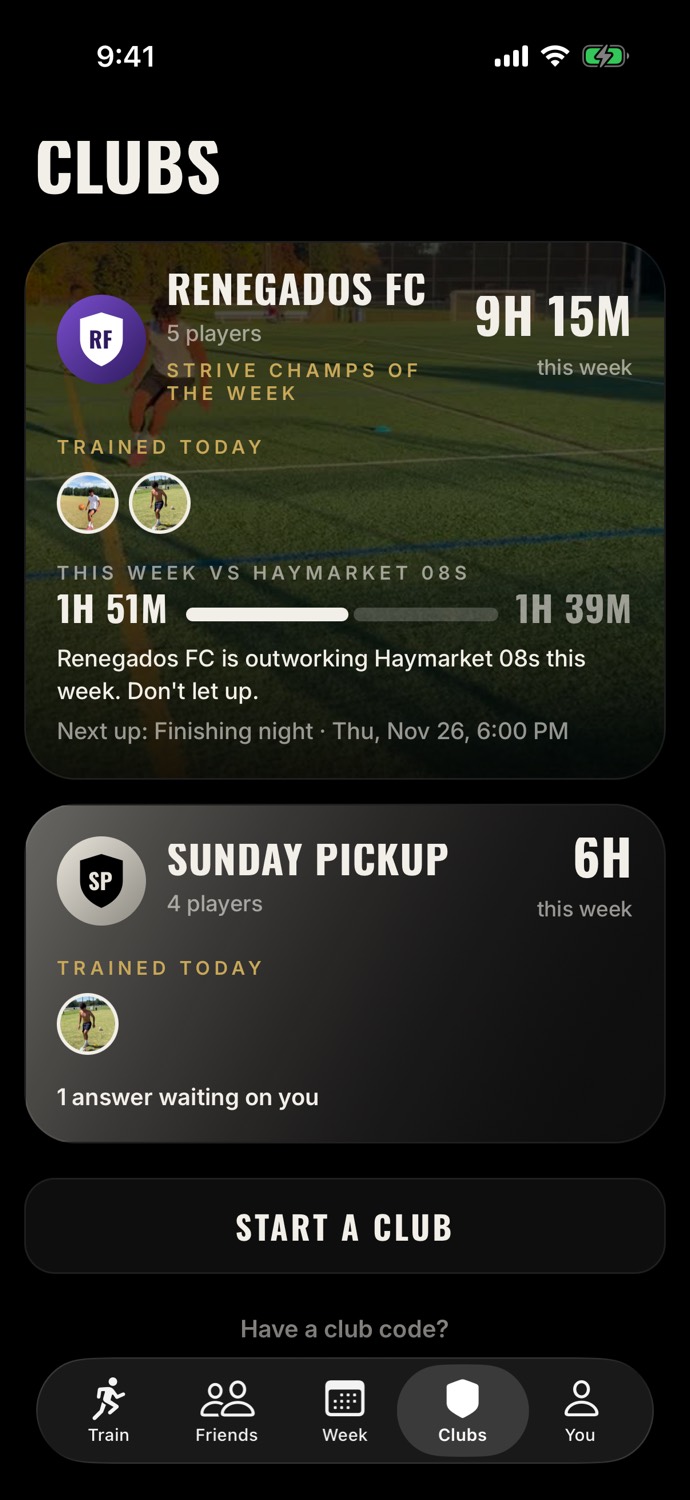 9:41
CLUBS
RENEGADOS FC
RF
5 players
STRIVE CHAMPS OF
THE WEEK
9H 15M
this week
TRAINED TODAY
THIS WEEK VS HAYMARKET 08S
1H 51M
1H 39M
Renegados FC is outworking Haymarket 08s this
week. Don't let up.
Next up: Finishing night · Thu, Nov 26, 6:00 PM
SP
SUNDAY PICKUP
4 players
6H
this week
TRAINED TODAY
1 answer waiting on you
START A CLUB
Have a club code?
Train
Friends
Week
Clubs
You